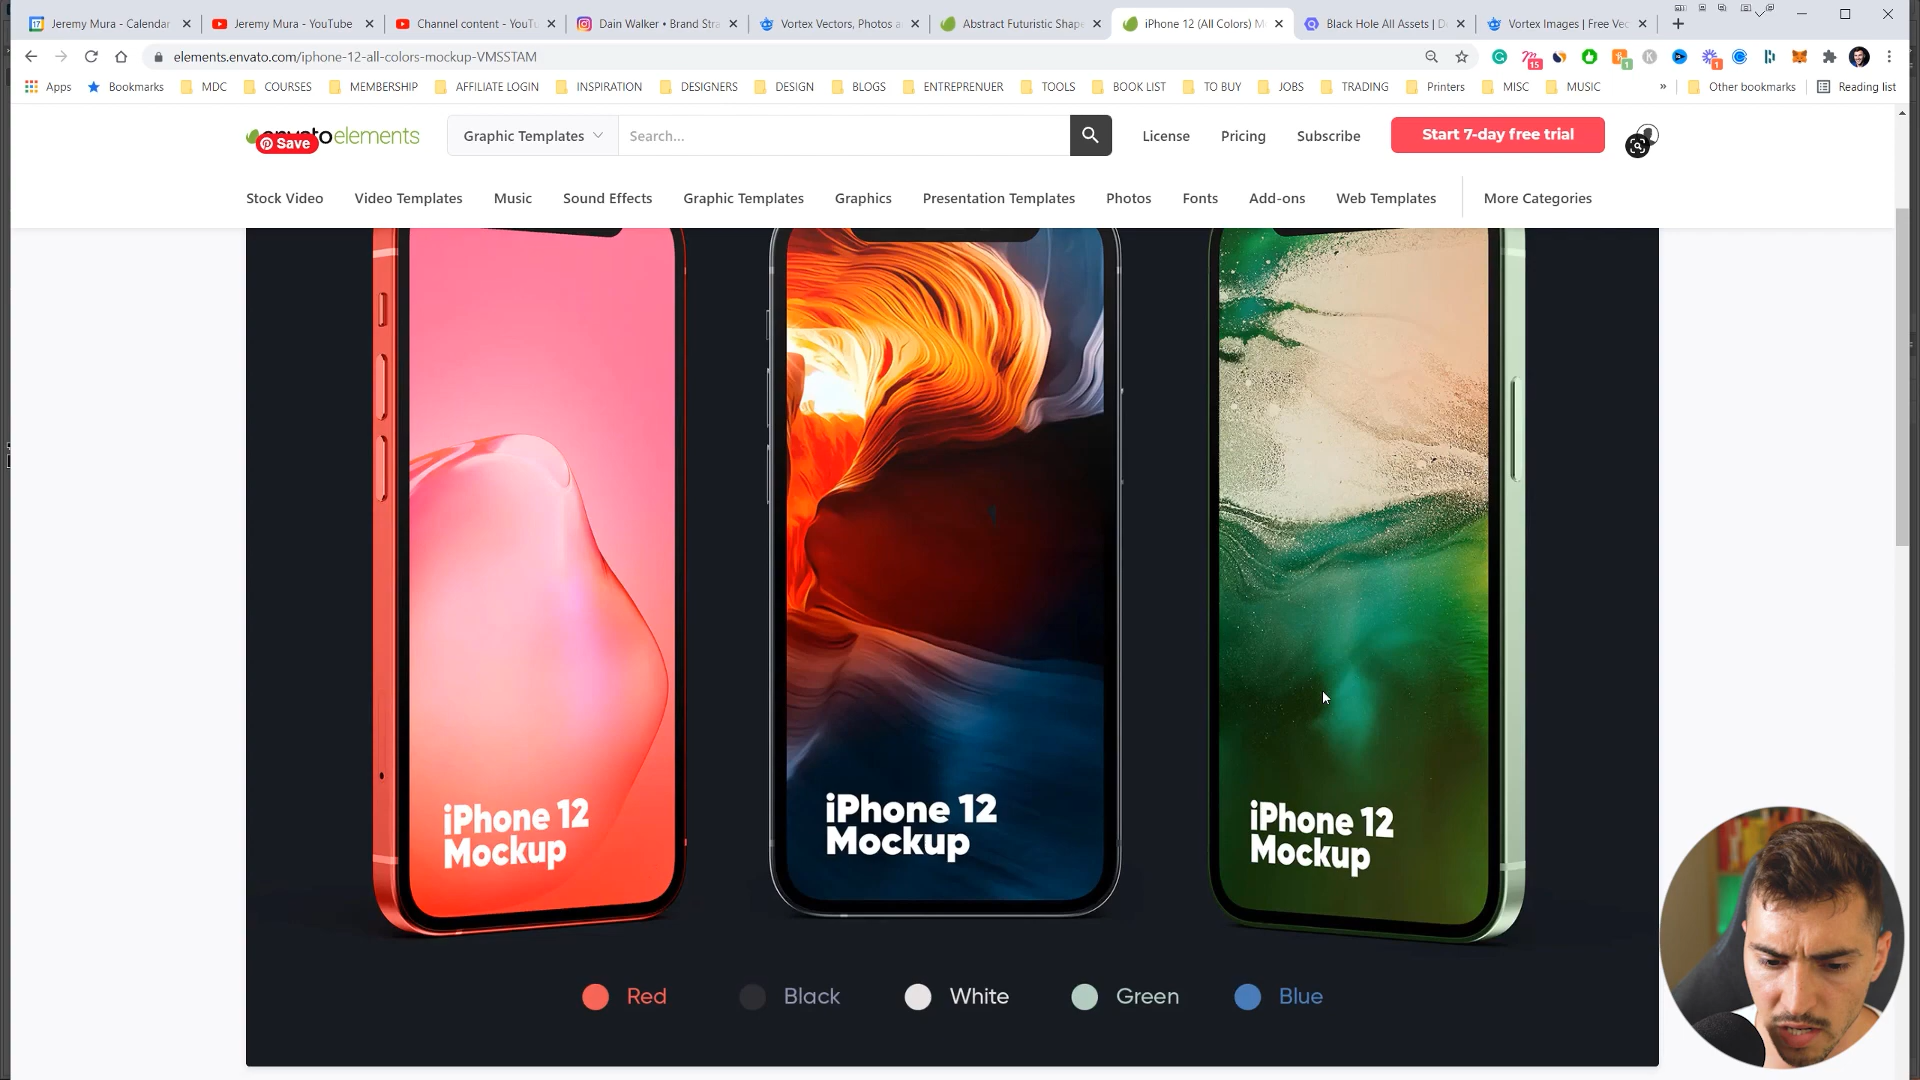 Jeremy Mura - Calendar
Jeremy Mura - YouTube
Channel content - YouTu
Dain Walker • Brand Stra
Vortex Vectors, Photos a
Abstract Futuristic Shape
iPhone 12 (All Colors) M
Black Hole All Assets | D
Vortex Images | Free Vec
elements.envato.com/iphone-12-all-colors-mockup-VMSSTAM
Apps
Bookmarks
MDC
COURSES
MEMBERSHIP
AFFILIATE LOGIN
INSPIRATION
DESIGNERS
DESIGN
BLOGS
ENTREPRENUER
TOOLS
BOOK LIST
TO BUY
JOBS
TRADING
Printers
MISC
MUSIC
»
Other bookmarks
Reading list
envatoelements
Save
Graphic Templates
Search...
License
Pricing
Subscribe
Start 7-day free trial
Stock Video
Video Templates
Music
Sound Effects
Graphic Templates
Graphics
Presentation Templates
Photos
Fonts
Add-ons
Web Templates
More Categories
iPhone 12
Mockup
iPhone 12
Mockup
iPhone 12
Mockup
Red
Black
White
Green
Blue